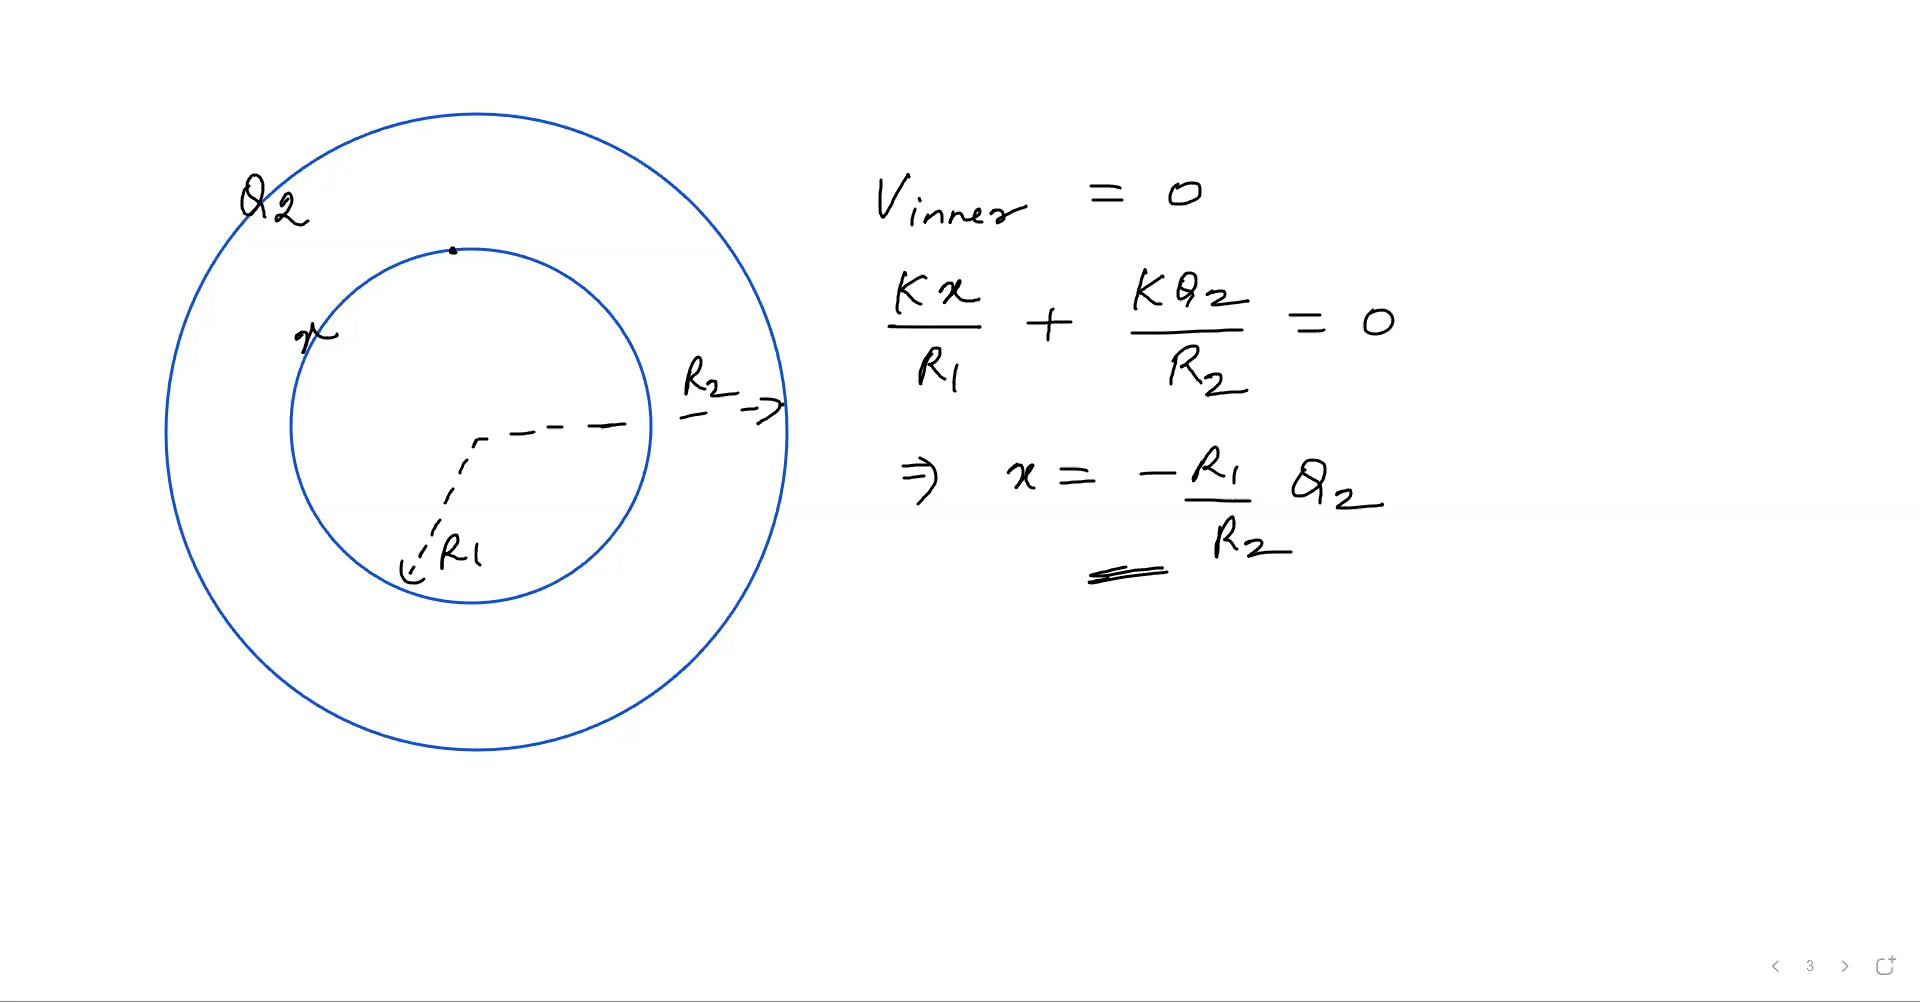 Q2
x
R2
R1
Vinner = 0
Kx/R1 + KQ2/R2 = 0
⇒ x = -R1/R2 Q2
3